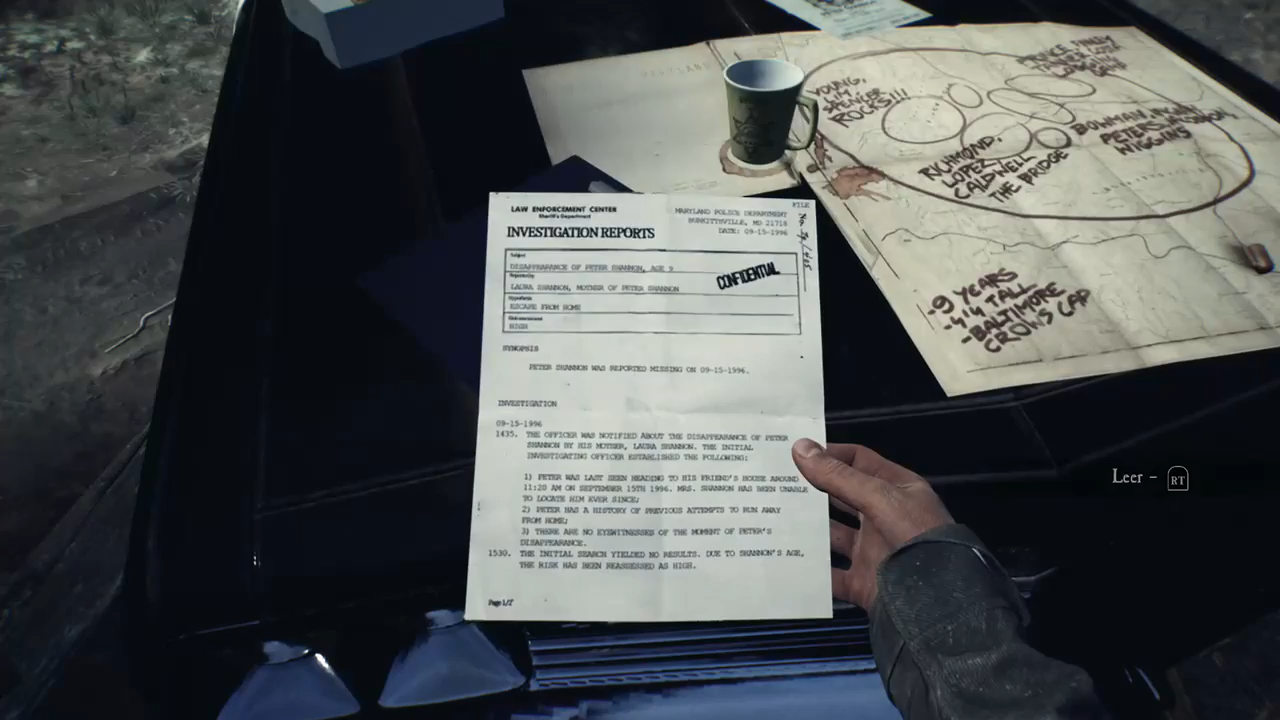 LAW ENFORCEMENT CENTER
Sheriff's Department
INVESTIGATION REPORTS
MARYLAND POLICE DEPARTMENT
BURKITTSVILLE, MD 21718
DATE: 09-15-1996
FILE
No.
Subject
DISAPPEARANCE OF PETER SHANNON, AGE 9
LAURA SHANNON, MOTHER OF PETER SHANNON
Hypothesis
ESCAPE FROM HOME
HIGH
CONFIDENTIAL
SYNOPSIS
PETER SHANNON WAS REPORTED MISSING ON 09-15-1996.
INVESTIGATION
09-15-1996
1435. THE OFFICER WAS NOTIFIED ABOUT THE DISAPPEARANCE OF PETER
SHANNON BY HIS MOTHER, LAURA SHANNON. THE INITIAL
INVESTIGATING OFFICER ESTABLISHED THE FOLLOWING:
1) PETER WAS LAST SEEN HEADING TO HIS FRIEND'S HOUSE AROUND
11:20 AM ON SEPTEMBER 15TH 1996. MRS. SHANNON HAS BEEN UNABLE
TO LOCATE HIM EVER SINCE;
2) PETER HAS A HISTORY OF PREVIOUS ATTEMPTS TO RUN AWAY
FROM HOME;
3) THERE ARE NO EYEWITNESSES OF THE MOMENT OF PETER'S
DISAPPEARANCE.
1530. THE INITIAL SEARCH YIELDED NO RESULTS. DUE TO SHANNON'S AGE,
THE RISK HAS BEEN REASSESSED AS HIGH.
MARYLAND
YOUNG,
SPENCER
ROCKS!!!
RICHMOND,
LOPEZ
CALDWELL
THE BRIDGE
BOWMAN,
PETERS,
WIGGINS
-9 YEARS
-4'4 TALL
-BALTIMORE
CROWS CAP
Leer - RT